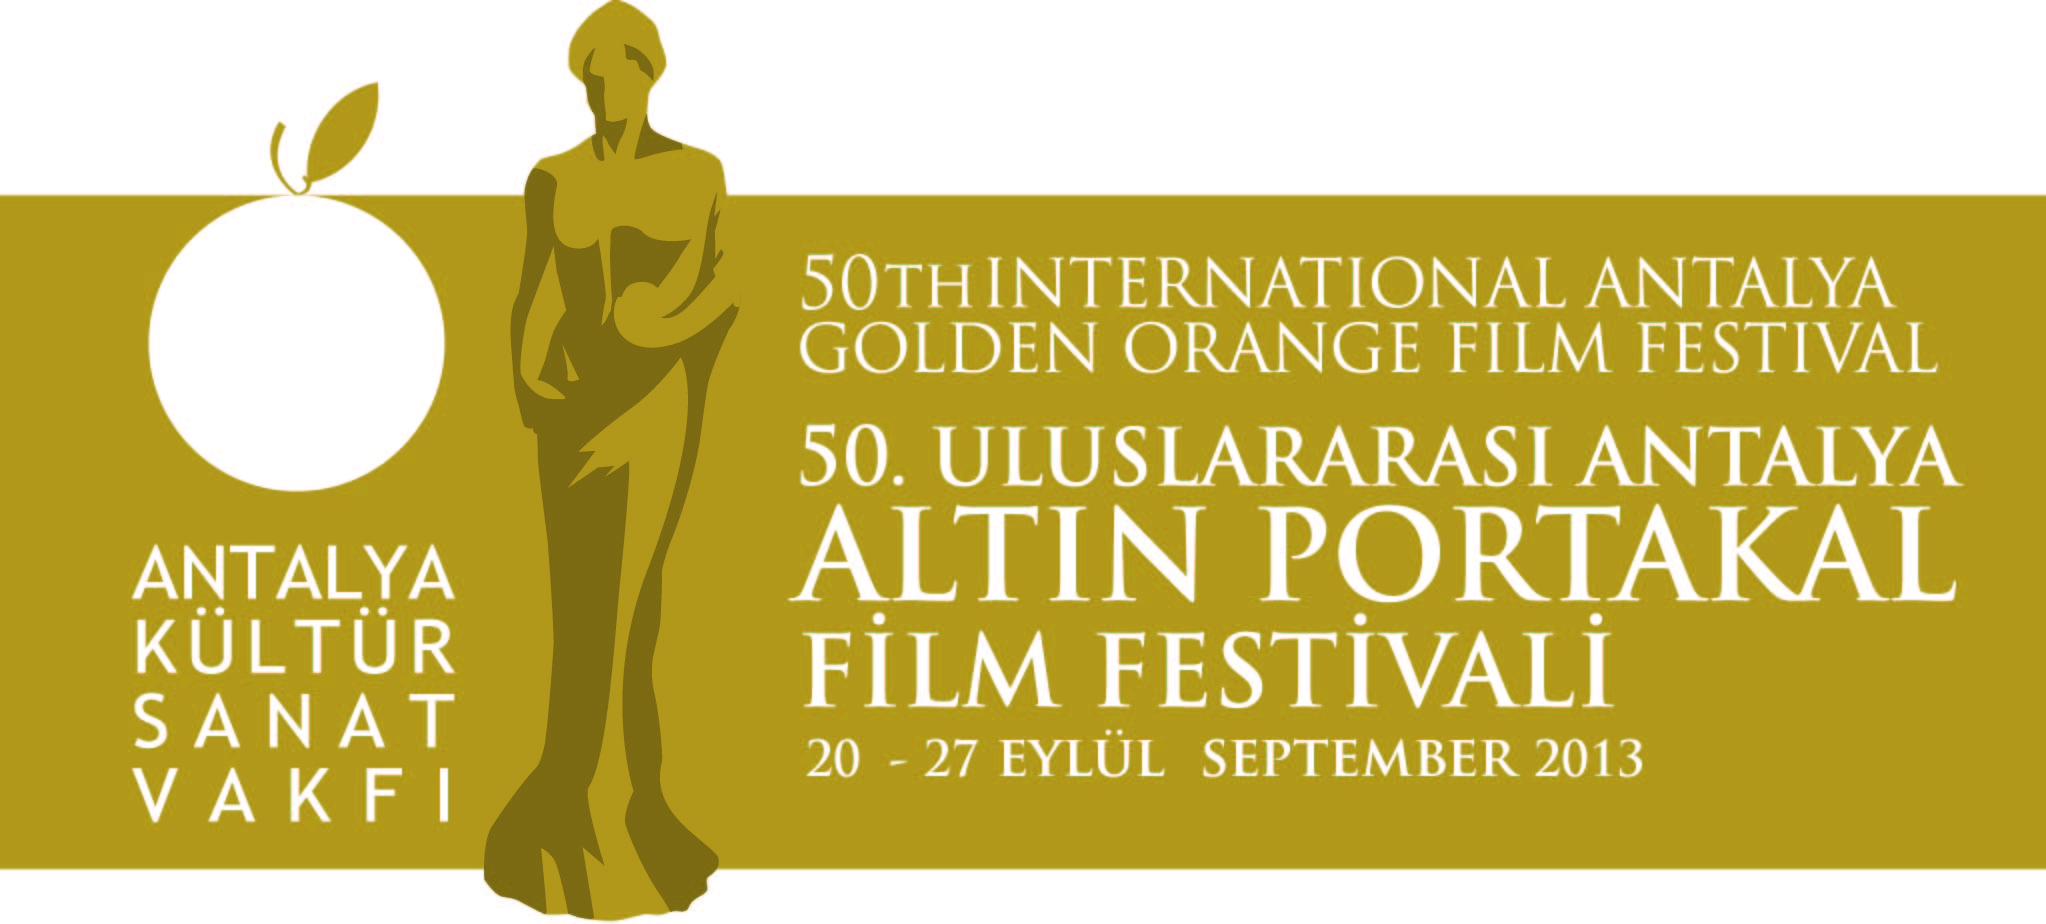 ANTALYA
KÜLTÜR
SANAT
VAKFI
50TH INTERNATIONAL ANTALYA
GOLDEN ORANGE FILM FESTIVAL
50. ULUSLARARASI ANTALYA
ALTIN PORTAKAL
FİLM FESTİVALİ
20 - 27 EYLÜL SEPTEMBER 2013